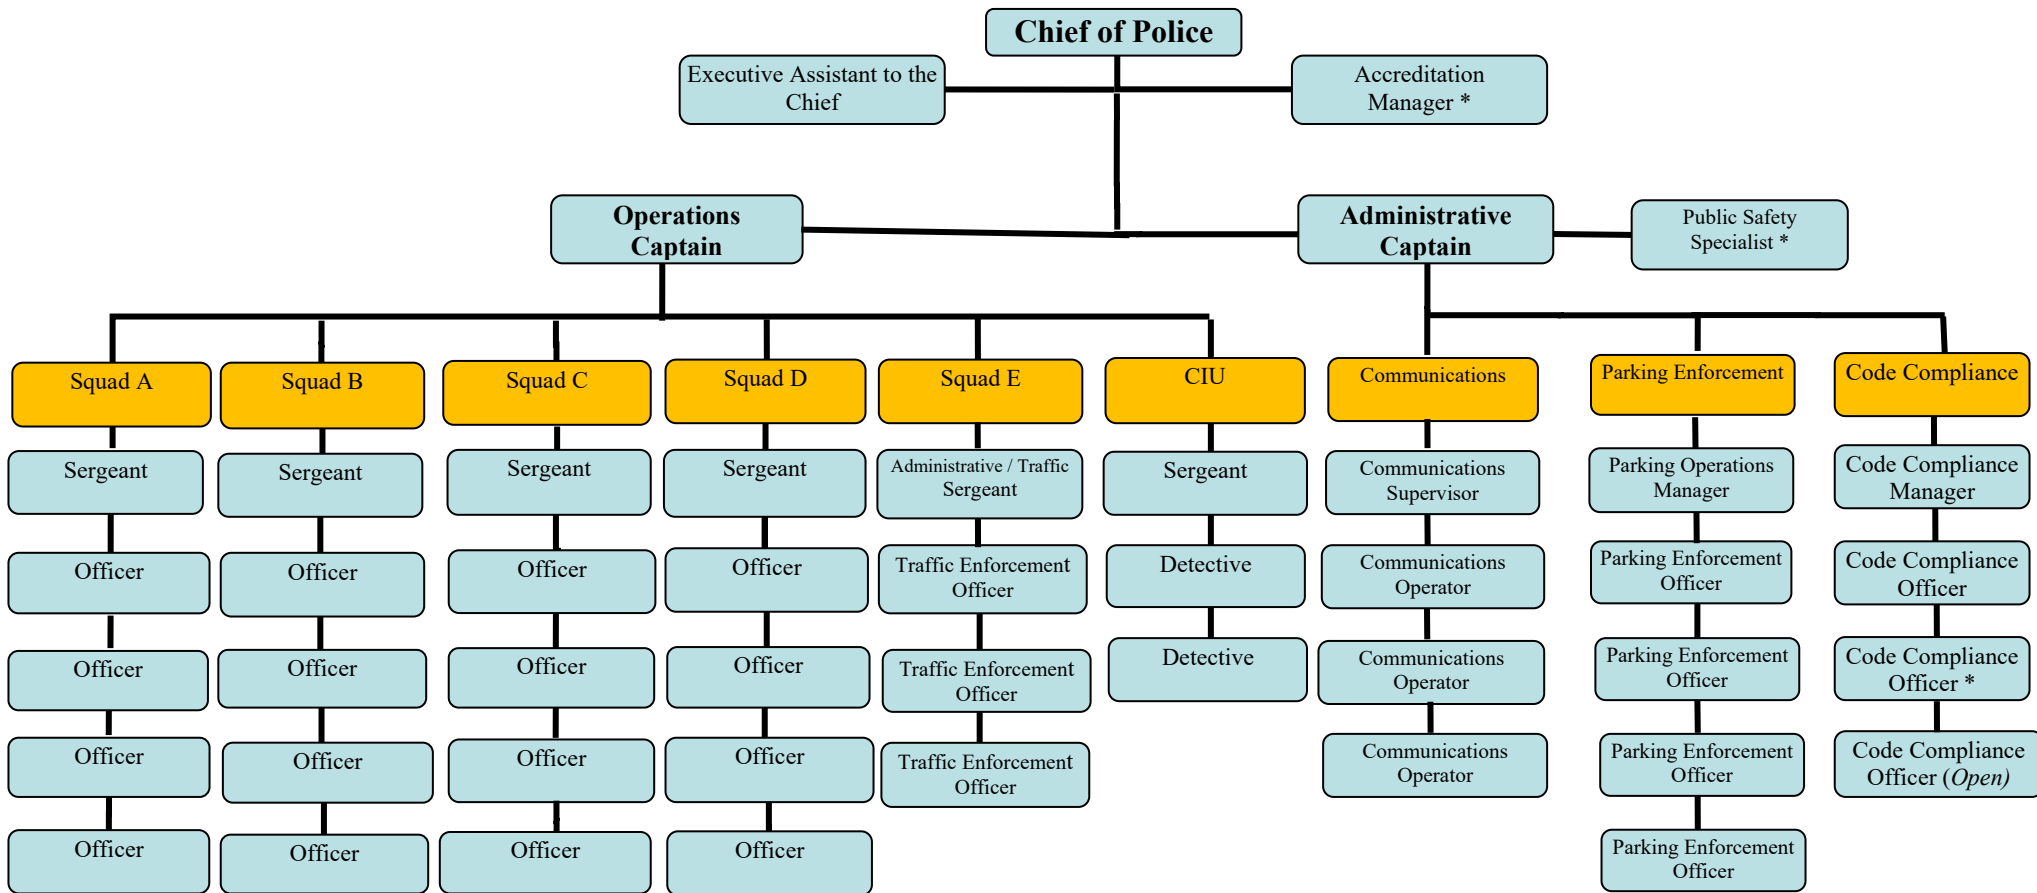 Chief of Police
Executive Assistant to the
Chief
Accreditation
Manager *
Operations
Captain
Administrative
Captain
Public Safety
Specialist *
Squad A
Squad B
Squad C
Squad D
Squad E
CIU
Communications
Parking Enforcement
Code Compliance
Sergeant
Sergeant
Sergeant
Sergeant
Administrative / Traffic
Sergeant
Sergeant
Communications
Supervisor
Parking Operations
Manager
Code Compliance
Manager
Officer
Officer
Officer
Officer
Traffic Enforcement
Officer
Detective
Communications
Operator
Parking Enforcement
Officer
Code Compliance
Officer
Officer
Officer
Officer
Officer
Traffic Enforcement
Officer
Detective
Communications
Operator
Parking Enforcement
Officer
Code Compliance
Officer *
Officer
Officer
Officer
Officer
Traffic Enforcement
Officer
Communications
Operator
Parking Enforcement
Officer
Code Compliance
Officer (Open)
Officer
Officer
Officer
Officer
Parking Enforcement
Officer